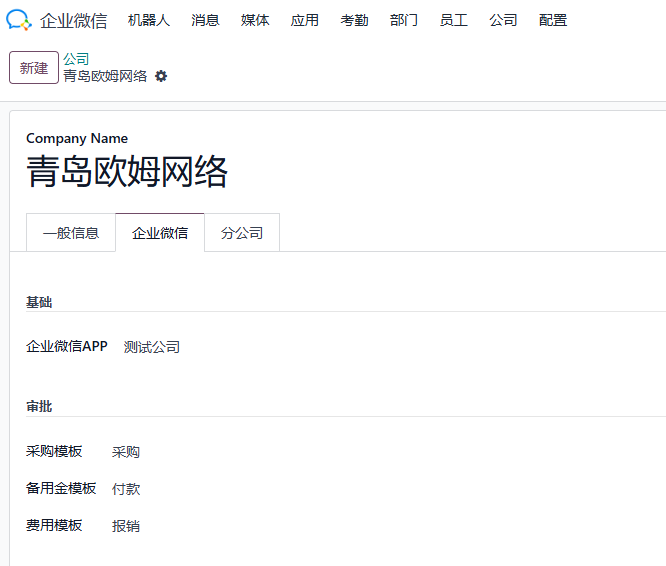 企业微信 机器人 消息 媒体 应用 考勤 部门 员工 公司 配置
新建
公司
青岛欧姆网络
Company Name
青岛欧姆网络
一般信息 企业微信 分公司
基础
企业微信APP 测试公司
审批
采购模板 采购
备用金模板 付款
费用模板 报销